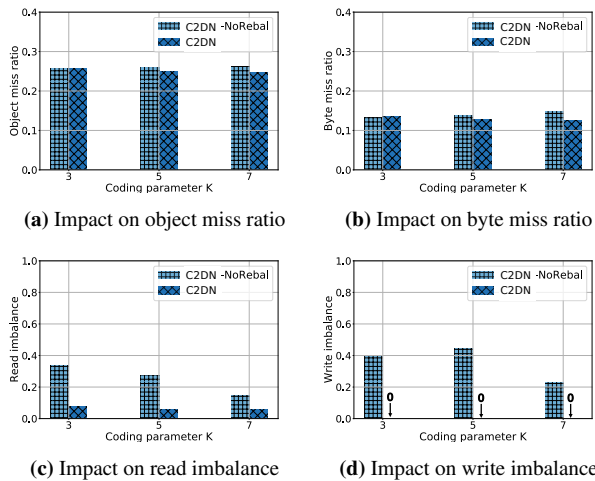 0.4
0.3
0.2
0.1
0.0
Object miss ratio
C2DN -NoRebal
C2DN
3 5 7
Coding parameter K
(a) Impact on object miss ratio
0.4
0.3
0.2
0.1
0.0
Byte miss ratio
C2DN -NoRebal
C2DN
3 5 7
Coding parameter K
(b) Impact on byte miss ratio
1.0
0.8
0.6
0.4
0.2
0.0
Read imbalance
C2DN -NoRebal
C2DN
3 5 7
Coding parameter K
(c) Impact on read imbalance
1.0
0.8
0.6
0.4
0.2
0.0
Write imbalance
C2DN -NoRebal
C2DN
0 0 0
3 5 7
Coding parameter K
(d) Impact on write imbalance